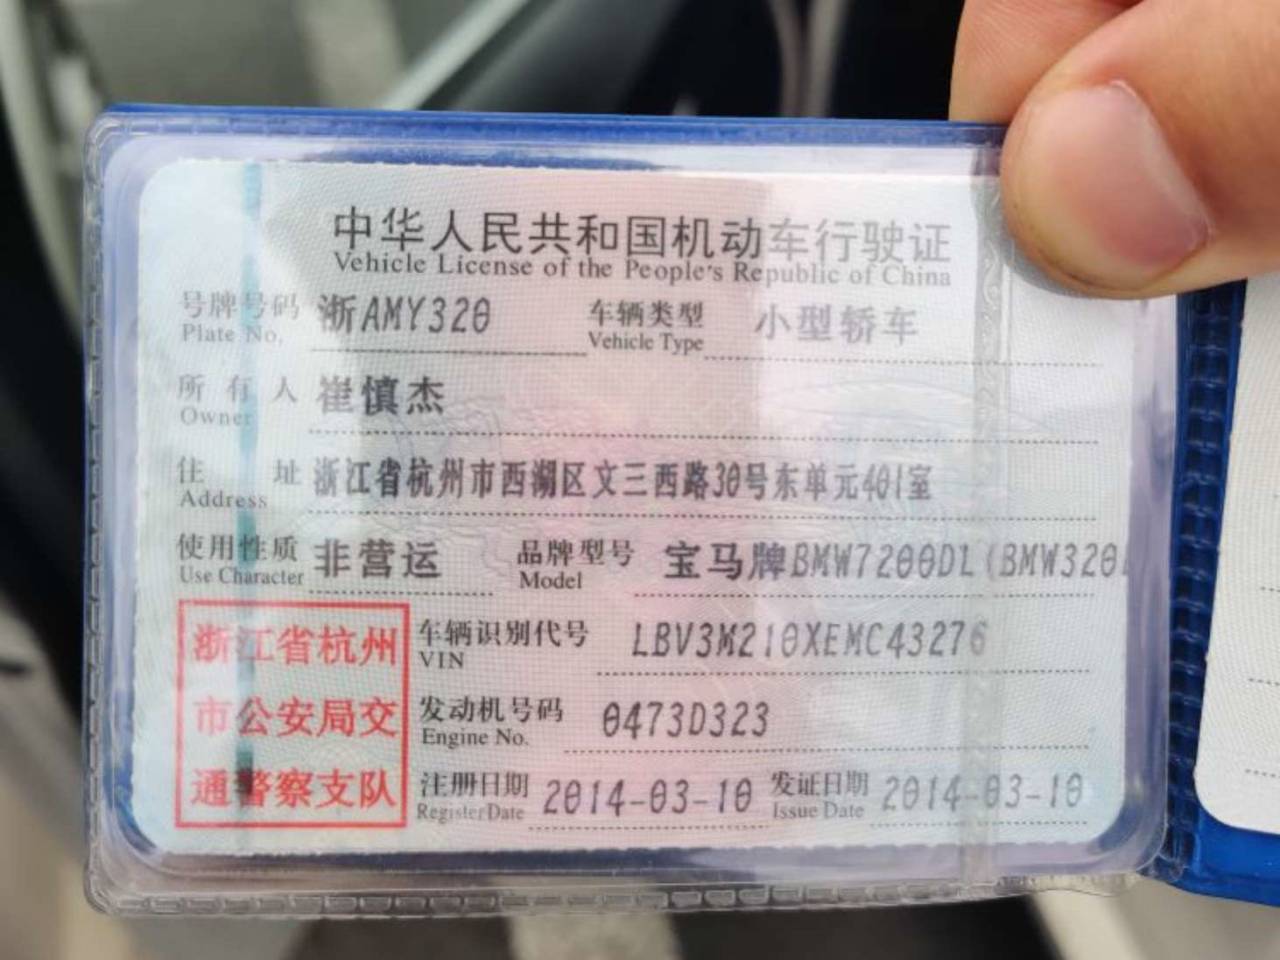 中华人民共和国机动车行驶证
Vehicle License of the People's Republic of China
号牌号码 浙AMY320 车辆类型 小型轿车
Plate No. Vehicle Type
所有人 崔慎杰
Owner
住址 浙江省杭州市西湖区文三西路30号东单元401室
Address
使用性质 非营运 品牌型号 宝马牌BMW7200DL(BMW320
Use Character Model
浙江省杭州
市公安局交
通警察支队
车辆识别代号 LBV3M210XEMC43276
VIN
发动机号码 0473D323
Engine No.
注册日期 2014-03-10 发证日期 2014-03-10
Register Date Issue Date